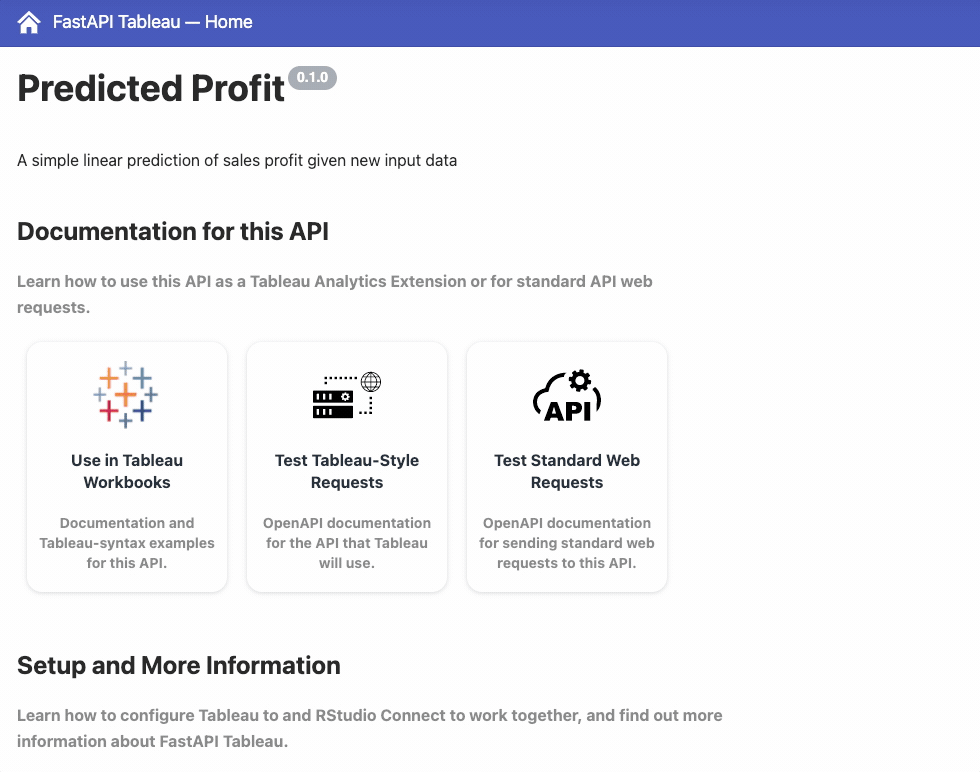 FastAPI Tableau — Home
Predicted Profit 0.1.0
A simple linear prediction of sales profit given new input data
Documentation for this API
Learn how to use this API as a Tableau Analytics Extension or for standard API web
requests.
API
Use in Tableau
Workbooks
Documentation and
Tableau-syntax examples
for this API.
Test Tableau-Style
Requests
OpenAPI documentation
for the API that Tableau
will use.
Test Standard Web
Requests
OpenAPI documentation
for sending standard web
requests to this API.
Setup and More Information
Learn how to configure Tableau to and RStudio Connect to work together, and find out more
information about FastAPI Tableau.